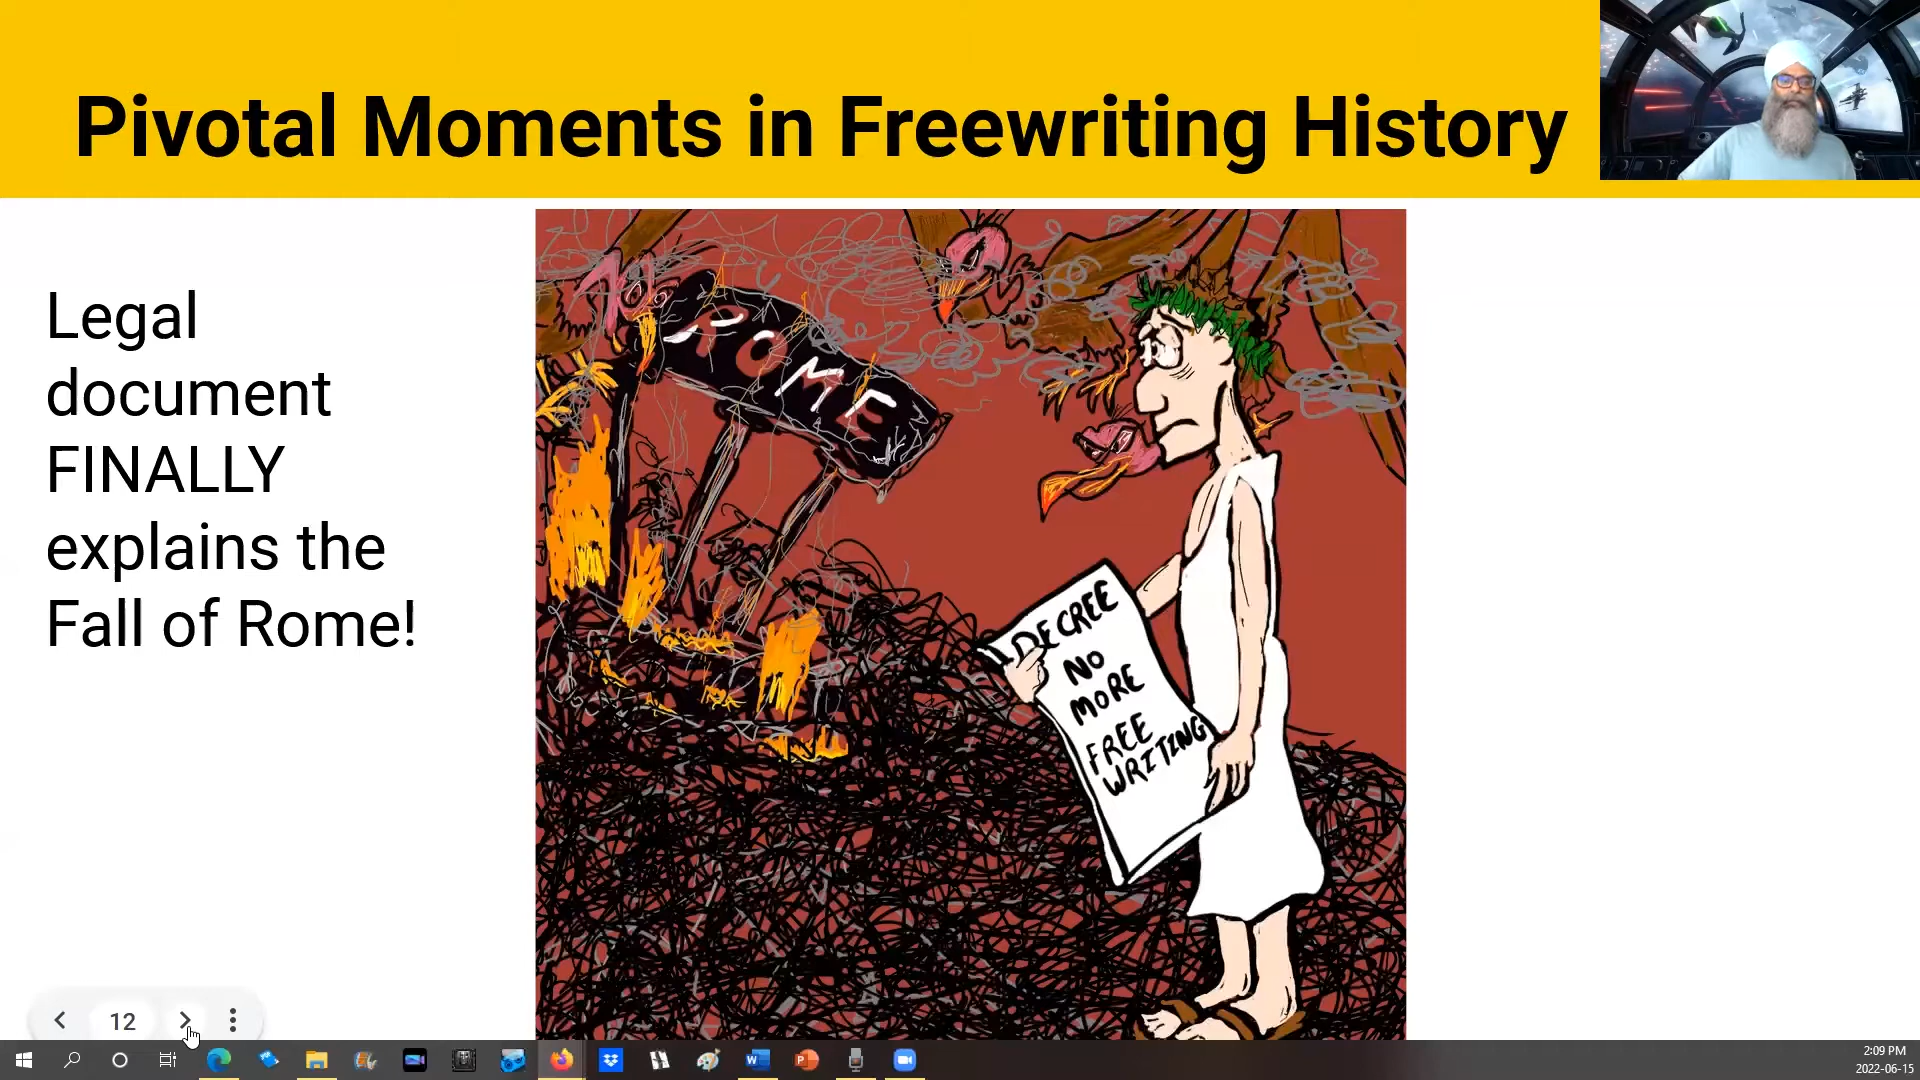 Pivotal Moments in Freewriting History
Legal
document
FINALLY
explains the
Fall of Rome!
ROME
DECREE
NO
MORE
FREE
WRITING
12
2:09 PM
2022-06-15